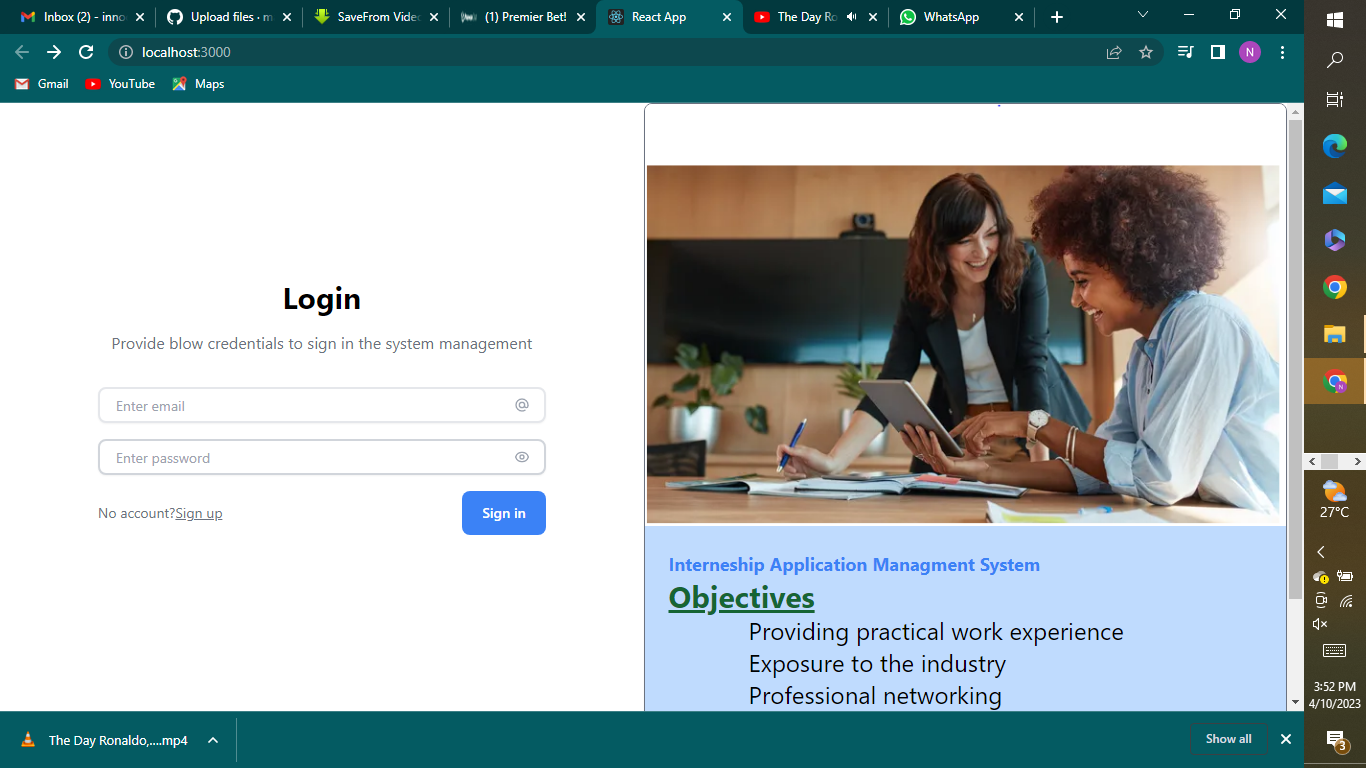 Inbox (2) - inno
Upload files · m
SaveFrom Video
(1) Premier Bet!
React App
The Day Ro
WhatsApp
localhost:3000
N
Gmail
YouTube
Maps
Login
Provide blow credentials to sign in the system management
Enter email
@
Enter password
No account?Sign up
Sign in
Interneship Application Managment System
Objectives
Providing practical work experience
Exposure to the industry
Professional networking
The Day Ronaldo,....mp4
Show all
27°C
3:52 PM
4/10/2023
3